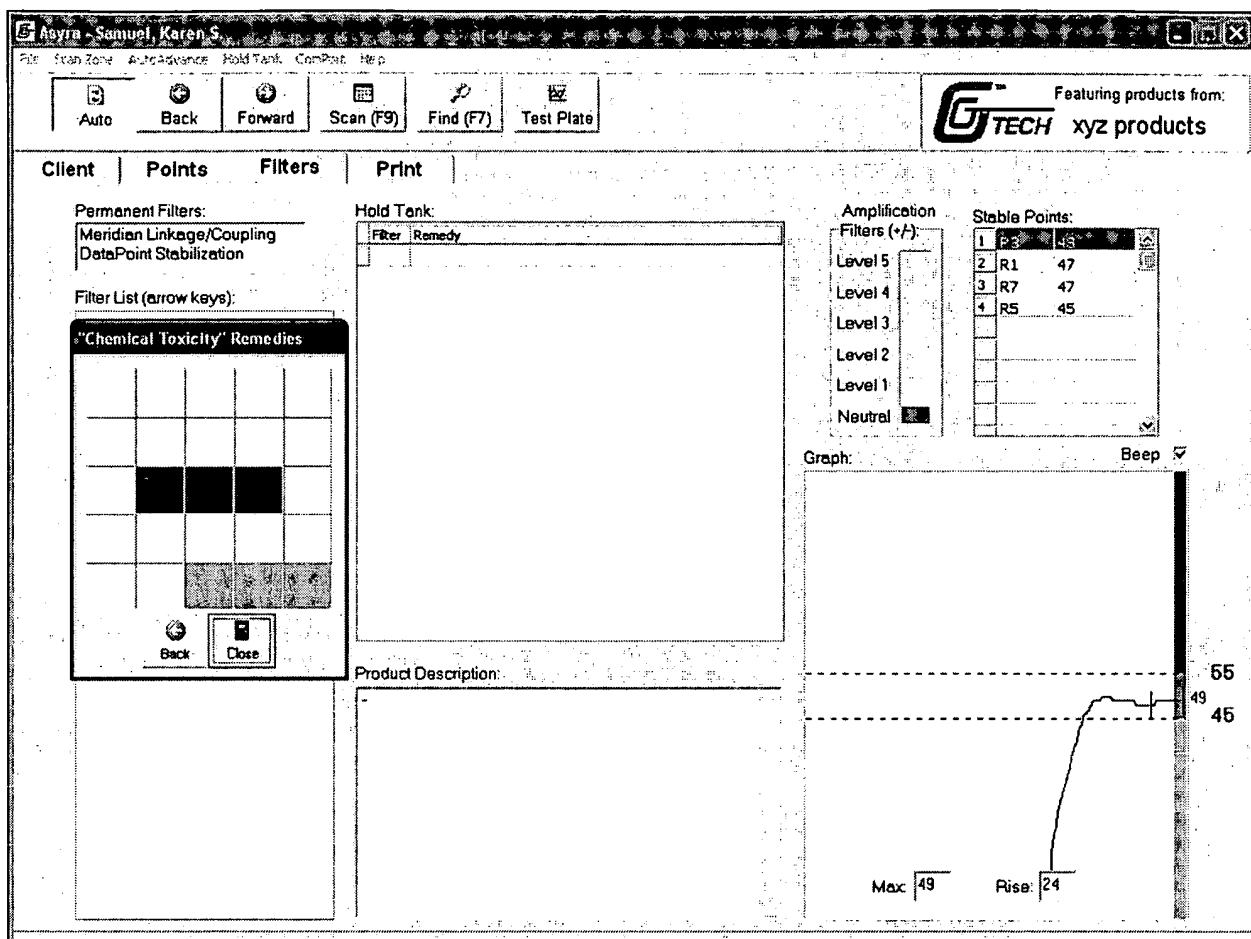 Asyra - Samuel, Karen S.
File Scan Zone AutoAdvance Hold Tank ComPort Help
Auto Back Forward Scan (F9) Find (F7) Test Plate
Featuring products from:
GTECH xyz products
Client Points Filters Print
Permanent Filters:
Meridian Linkage/Coupling
DataPoint Stabilization
Filter List (arrow keys):
"Chemical Toxicity" Remedies
Back Close
Hold Tank:
Filter Remedy
Product Description:
-
Amplification
Filters (+/-):
Level 5
Level 4
Level 3
Level 2
Level 1
Neutral
Stable Points:
1 P3 49
2 R1 47
3 R7 47
4 R5 45
Beep
Graph:
55
49
45
Max: 49 Rise: 24